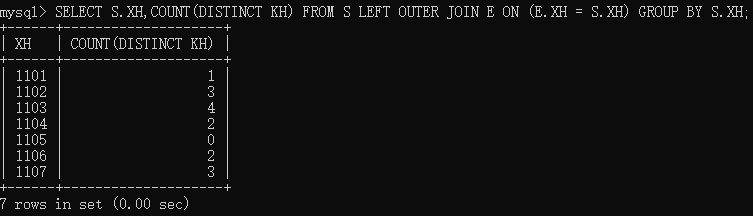 mysql> SELECT S.XH,COUNT(DISTINCT KH) FROM S LEFT OUTER JOIN E ON (E.XH = S.XH) GROUP BY S.XH;
+------+--------------------+
| XH   | COUNT(DISTINCT KH) |
+------+--------------------+
| 1101 |                  1 |
| 1102 |                  3 |
| 1103 |                  4 |
| 1104 |                  2 |
| 1105 |                  0 |
| 1106 |                  2 |
| 1107 |                  3 |
+------+--------------------+
7 rows in set (0.00 sec)